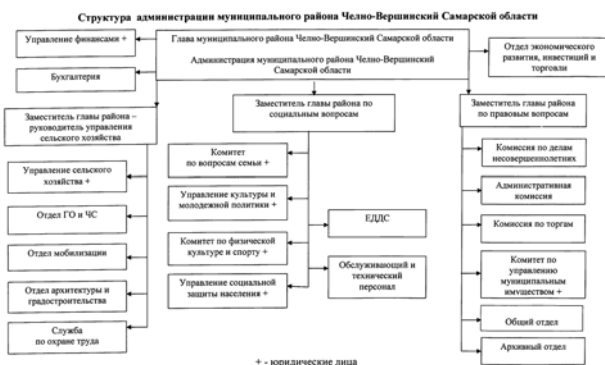 Структура администрации муниципального района Челно-Вершинский Самарской области
Управление финансами +
Бухгалтерия
Глава муниципального района Челно-Вершинский Самарской области
Администрация муниципального района Челно-Вершинский
Самарской области
Отдел экономического
развития, инвестиций и
торговли
Заместитель главы района –
руководитель управления
сельского хозяйства
Управление сельского
хозяйства +
Отдел ГО и ЧС
Отдел мобилизации
Отдел архитектуры и
градостроительства
Служба
по охране труда
Заместитель главы района по
социальным вопросам
Комитет
по вопросам семьи +
Управление культуры и
молодежной политики +
Комитет по физической
культуре и спорту +
Управление социальной
защиты населения +
ЕДДС
Обслуживающий и
технический
персонал
Заместитель главы района
по правовым вопросам
Комиссия по делам
несовершеннолетних
Административная
комиссия
Комиссия по торгам
Комитет по
управлению
муниципальным
имуществом +
Общий отдел
Архивный отдел
+ - юридические лица